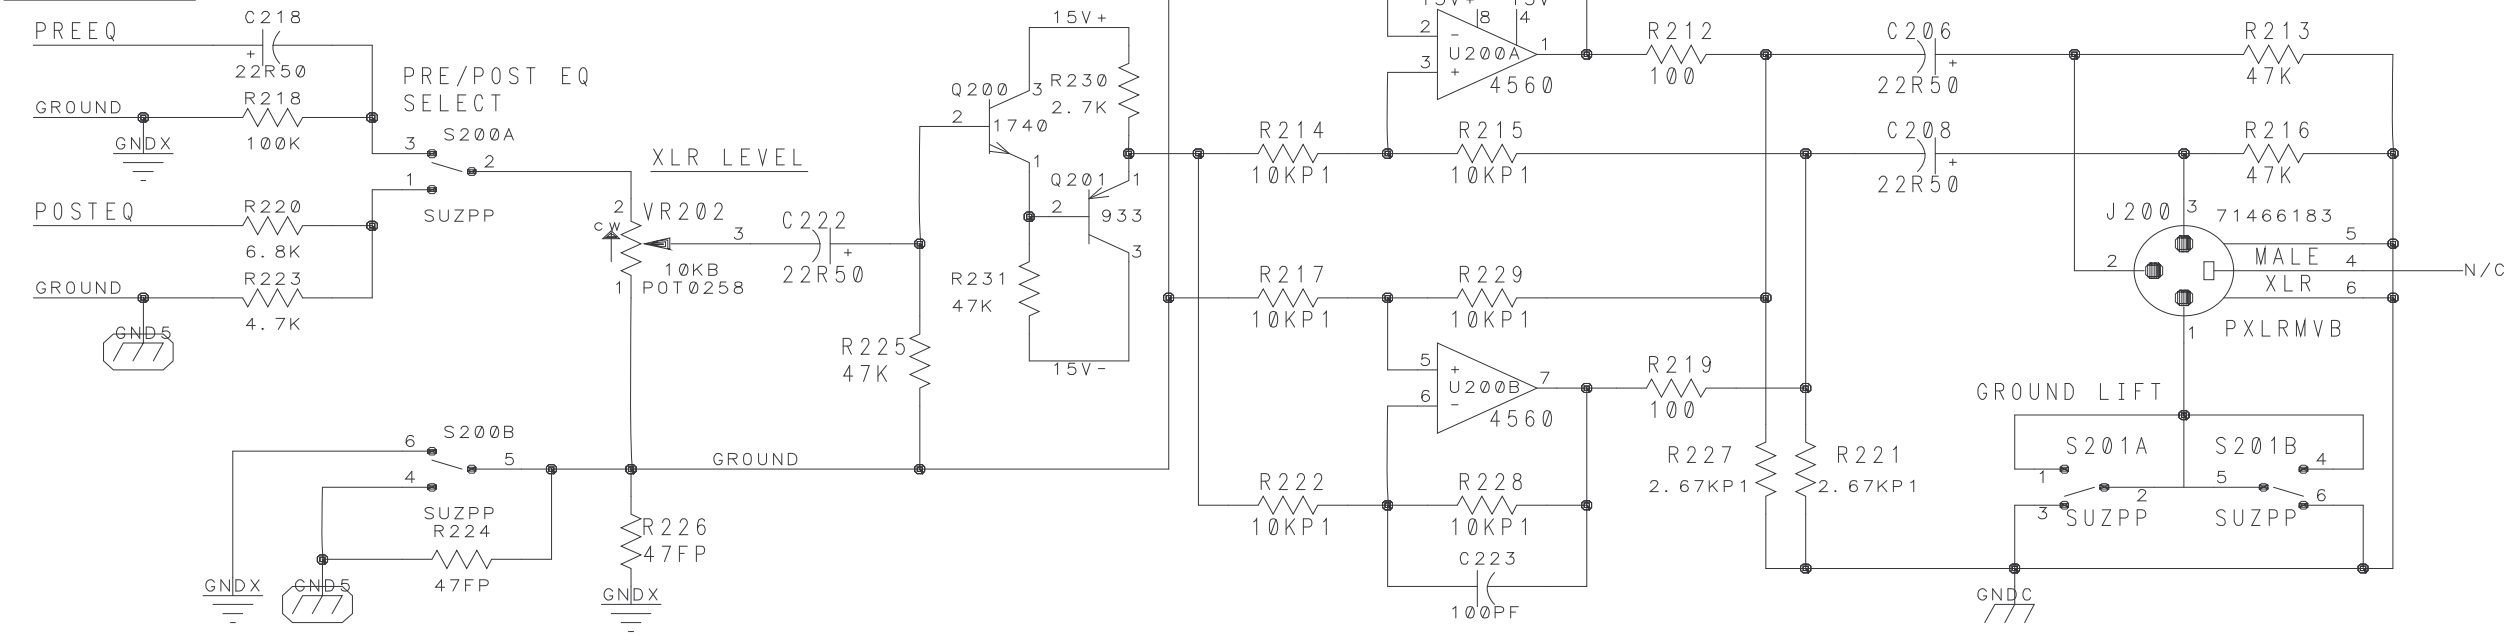 C218
PREEQ
+
22R50
GROUND
R218
GNDX
100K
PRE/POST EQ
SELECT
S200A
3
2
1
SUZPP
POSTEQ
R220
6.8K
GROUND
R223
GND5
4.7K
XLR LEVEL
2
VR202
cw
3
10KB
1
POT0258
C222
+
22R50
R225
47K
15V+
Q200
3
R230
2.7K
2
1740
1
Q201
1
2
933
3
R231
47K
15V-
S200B
6
5
4
SUZPP
R224
47FP
GNDX
GND5
GROUND
R226
47FP
GNDX
8
4
2
-
U200A
1
3
+
4560
R212
100
R214
10KP1
R215
10KP1
R217
10KP1
R229
10KP1
5
+
U200B
7
6
-
4560
R219
100
R222
10KP1
R228
10KP1
C223
100PF
R227
2.67KP1
R221
2.67KP1
C206
+
22R50
C208
+
22R50
R213
47K
R216
47K
J200
3
71466183
5
2
MALE
4
N/C
XLR
6
1
PXLRMVB
GROUND LIFT
S201A
S201B
1
4
2
5
3
6
SUZPP
SUZPP
GNDC